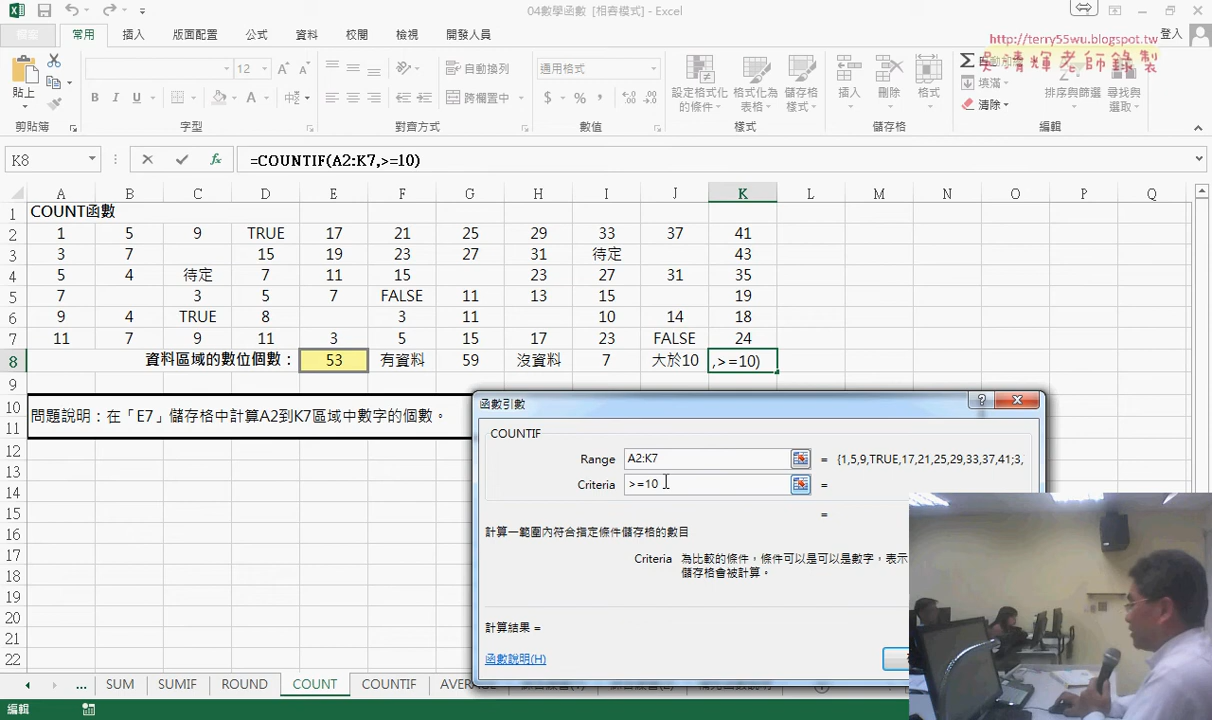 04數學函數 [相容模式] - Excel
http://terry55wu.blogspot.tw
吳清輝老師錄製
登入
常用 插入 版面配置 公式 資料 校閱 檢視 開發人員
貼上
12
自動換列
跨欄置中
通用格式
設定格式化的條件
格式化為表格
儲存格樣式
插入
刪除
格式
填滿
清除
排序與篩選
尋找與選取
剪貼簿 字型 對齊方式 數值 樣式 儲存格 編輯
K8 =COUNTIF(A2:K7,>=10)
A B C D E F G H I J K L M N O P Q
1 COUNT函數
2 1 5 9 TRUE 17 21 25 29 33 37 41
3 3 7 15 19 23 27 31 待定 43
4 5 4 待定 7 11 15 23 27 31 35
5 7 3 5 7 FALSE 11 13 15 19
6 9 4 TRUE 8 3 11 10 14 18
7 11 7 9 11 3 5 15 17 23 FALSE 24
8 資料區域的數位個數： 53 有資料 59 沒資料 7 大於10 ,>=10)
9
10
問題說明：在「E7」儲存格中計算A2到K7區域中數字的個數。
11
12
13
14
15
16
17
18
19
20
21
22
函數引數
COUNTIF
Range A2:K7 = {1,5,9,TRUE,17,21,25,29,33,37,41;3,
Criteria >=10 =
=
計算一範圍內符合指定條件儲存格的數目
Criteria 為比較的條件，條件可以是可以是數字，表示
儲存格會被計算。
計算結果 =
函數說明(H)
... SUM SUMIF ROUND COUNT COUNTIF
編輯